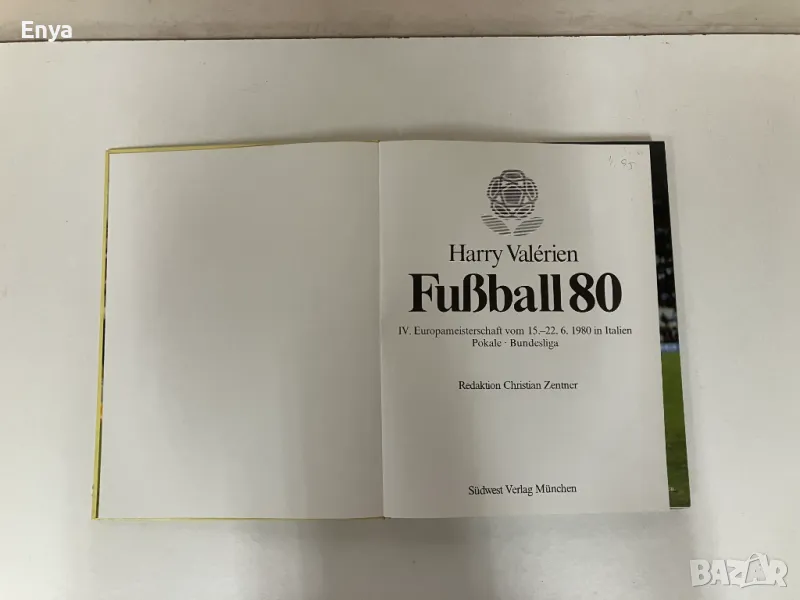 Enya
Harry Valérien
Fußball 80
IV. Europameisterschaft vom 15.–22. 6. 1980 in Italien
Pokale · Bundesliga
Redaktion Christian Zentner
Südwest Verlag München
BAZAR